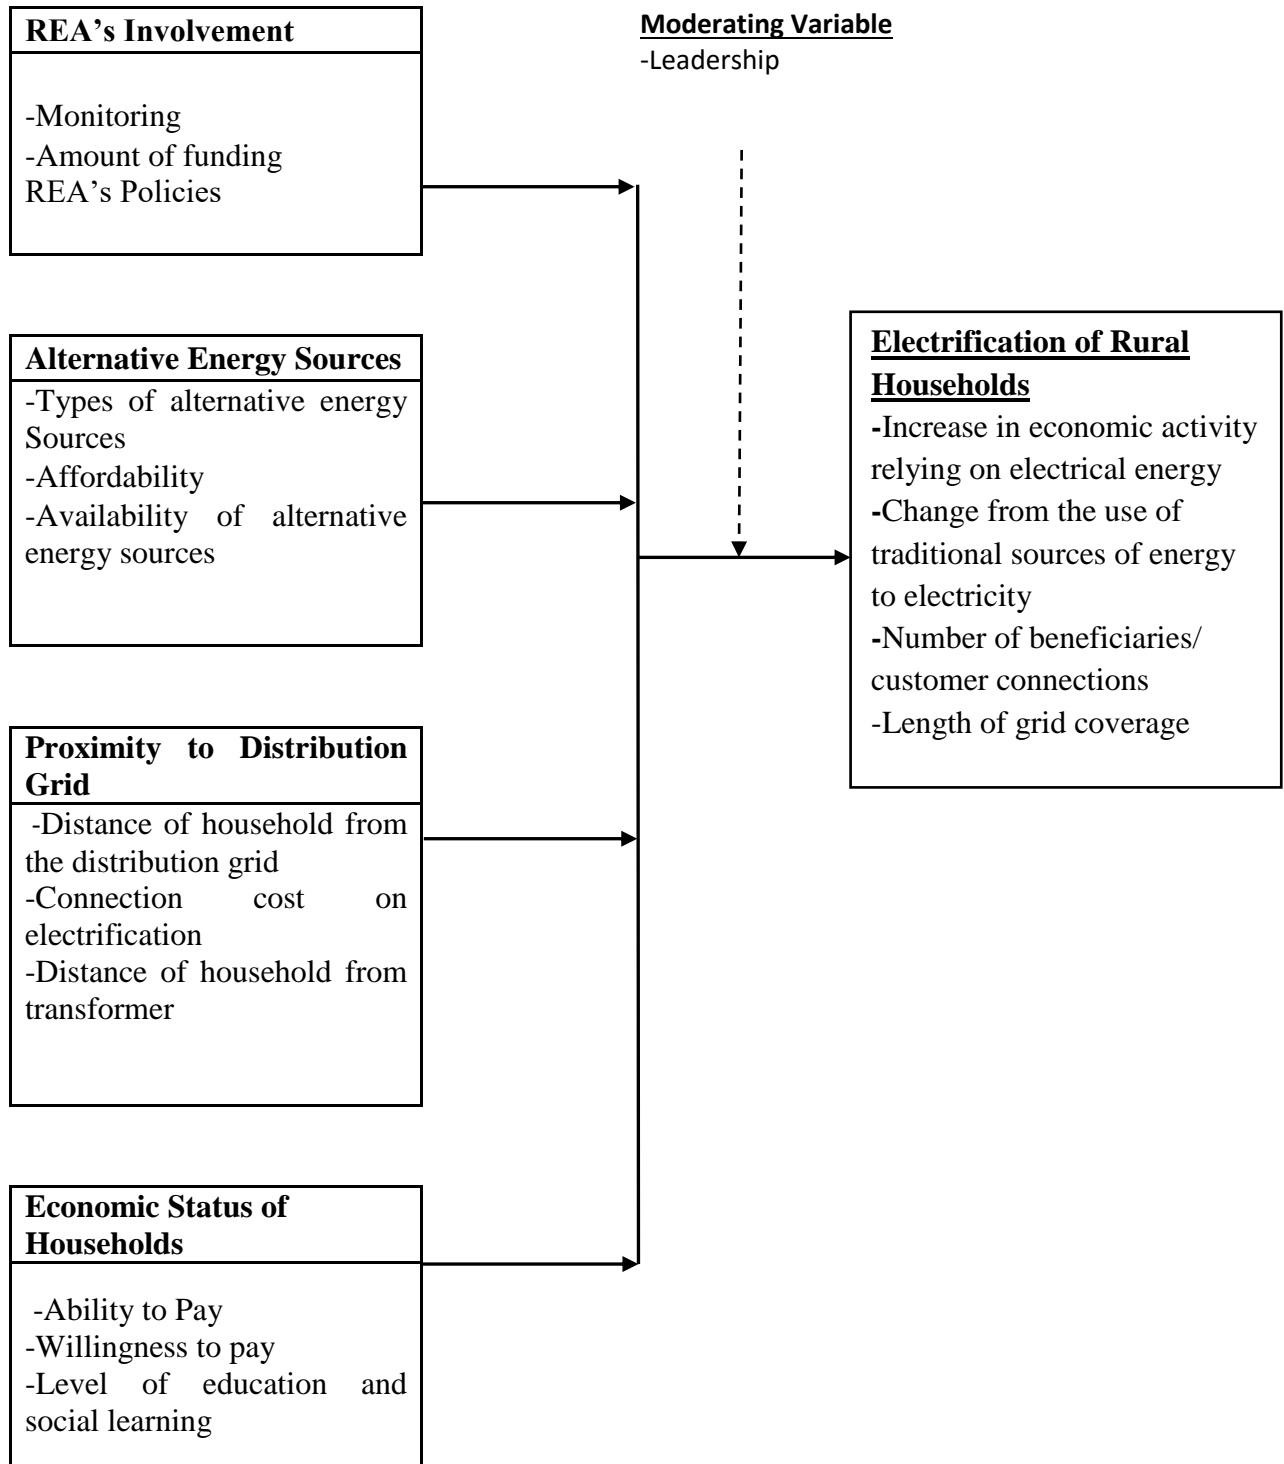 REA’s Involvement
-Monitoring
-Amount of funding
REA’s Policies
Moderating Variable
-Leadership
Alternative Energy Sources
-Types of alternative energy
Sources
-Affordability
-Availability of alternative
energy sources
Electrification of Rural
Households
-Increase in economic activity
relying on electrical energy
-Change from the use of
traditional sources of energy
to electricity
-Number of beneficiaries/
customer connections
-Length of grid coverage
Proximity to Distribution
Grid
-Distance of household from
the distribution grid
-Connection cost on
electrification
-Distance of household from
transformer
Economic Status of
Households
-Ability to Pay
-Willingness to pay
-Level of education and
social learning